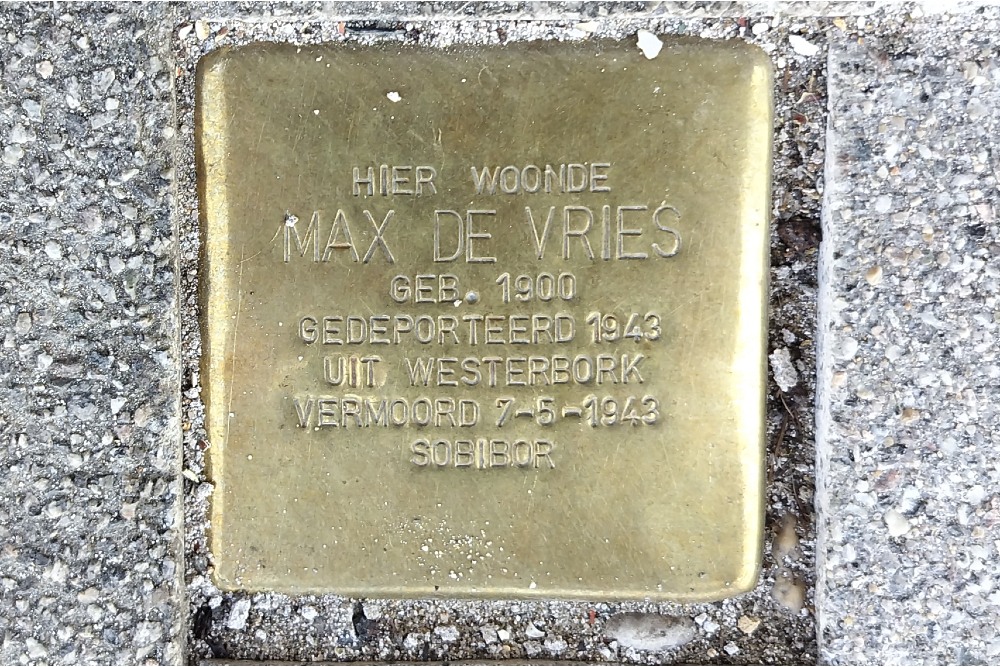 HIER WOONDE
MAX DE VRIES
GEB. 1900
GEDEPORTEERD 1943
UIT WESTERBORK
VERMOORD 7-5-1943
SOBIBOR